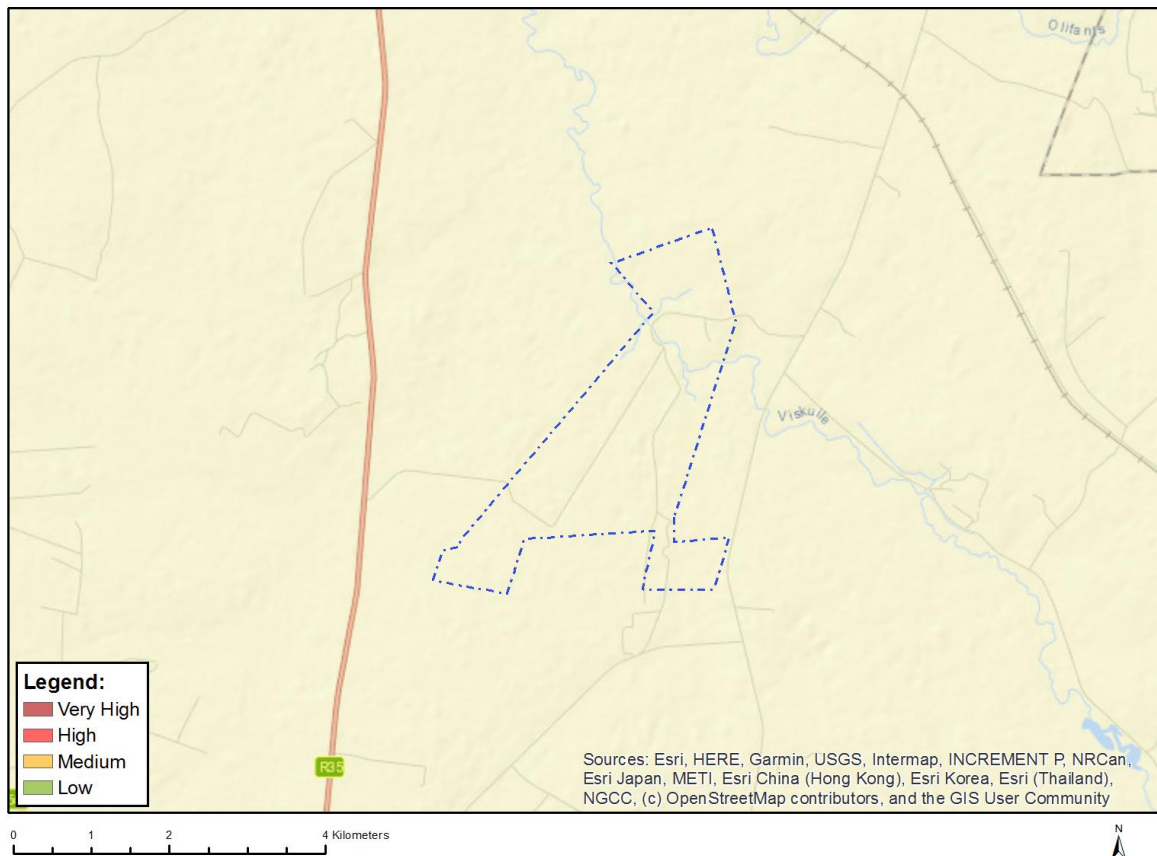 Olifants
Viskuile
R35
Legend:
Very High
High
Medium
Low
Sources: Esri, HERE, Garmin, USGS, Intermap, INCREMENT P, NRCan,
Esri Japan, METI, Esri China (Hong Kong), Esri Korea, Esri (Thailand),
NGCC, (c) OpenStreetMap contributors, and the GIS User Community
0 1 2 4 Kilometers
N